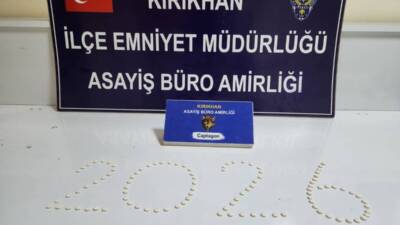 KIRIKHAN
İLÇE EMNİYET MÜDÜRLÜĞÜ
ASAYİŞ BÜRO AMİRLİĞİ
KIRIKHAN
ASAYİŞ BÜRO AMİRLİĞİ
Captagon
2026